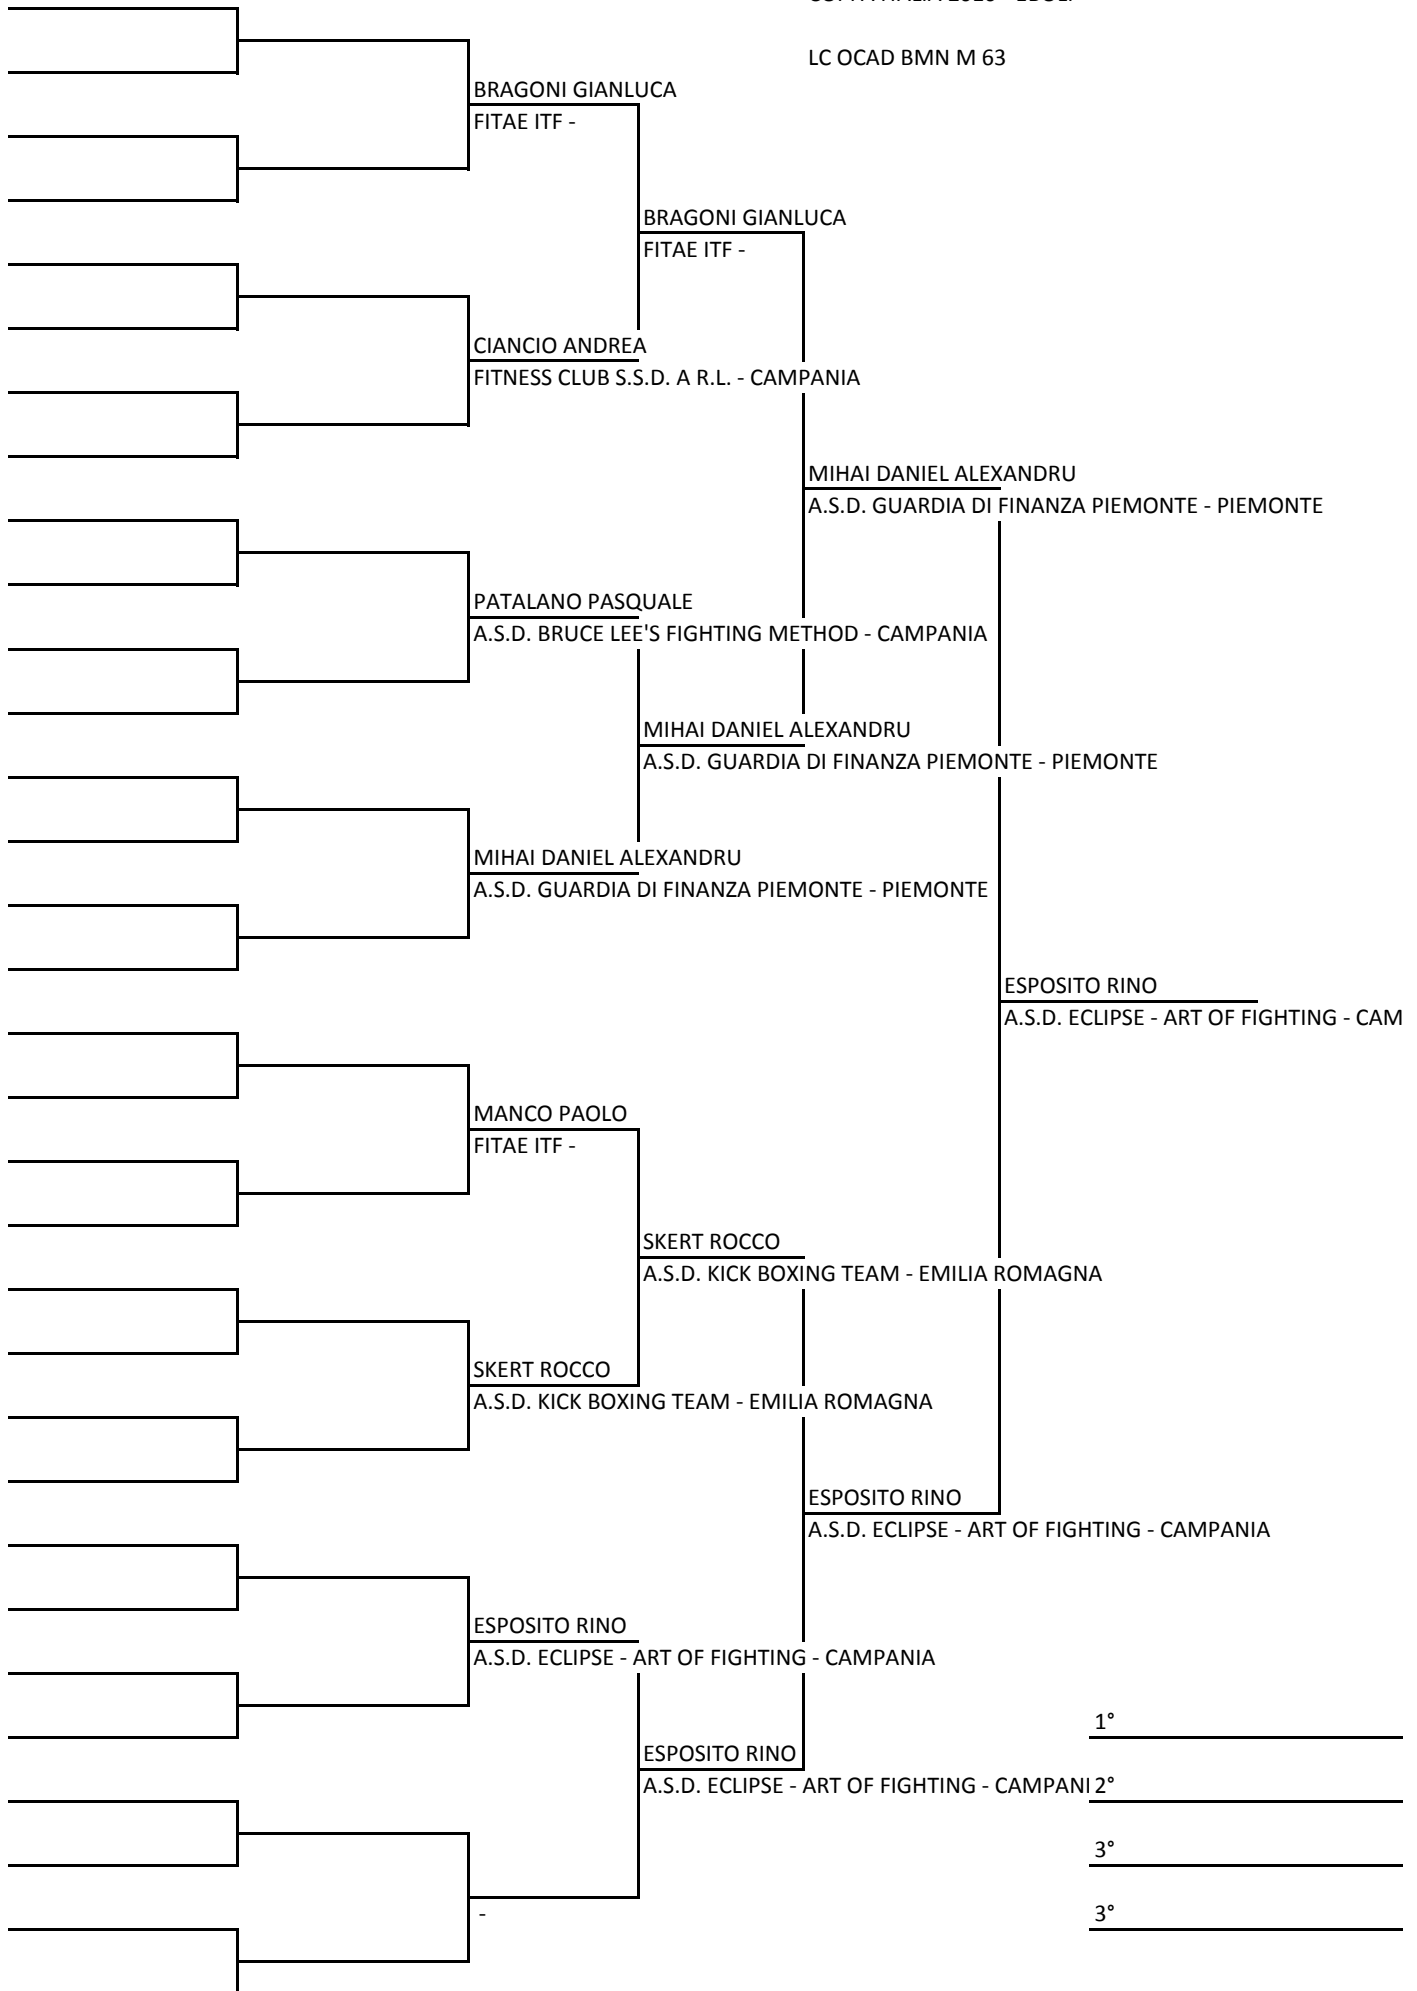 LC OCAD BMN M 63
BRAGONI GIANLUCA
FITAE ITF -
BRAGONI GIANLUCA
FITAE ITF -
CIANCIO ANDREA
FITNESS CLUB S.S.D. A R.L. - CAMPANIA
MIHAI DANIEL ALEXANDRU
A.S.D. GUARDIA DI FINANZA PIEMONTE - PIEMONTE
PATALANO PASQUALE
A.S.D. BRUCE LEE'S FIGHTING METHOD - CAMPANIA
MIHAI DANIEL ALEXANDRU
A.S.D. GUARDIA DI FINANZA PIEMONTE - PIEMONTE
MIHAI DANIEL ALEXANDRU
A.S.D. GUARDIA DI FINANZA PIEMONTE - PIEMONTE
ESPOSITO RINO
A.S.D. ECLIPSE - ART OF FIGHTING - CAM
MANCO PAOLO
FITAE ITF -
SKERT ROCCO
A.S.D. KICK BOXING TEAM - EMILIA ROMAGNA
SKERT ROCCO
A.S.D. KICK BOXING TEAM - EMILIA ROMAGNA
ESPOSITO RINO
A.S.D. ECLIPSE - ART OF FIGHTING - CAMPANIA
ESPOSITO RINO
A.S.D. ECLIPSE - ART OF FIGHTING - CAMPANIA
1°
ESPOSITO RINO
A.S.D. ECLIPSE - ART OF FIGHTING - CAMPANI
2°
3°
3°
-